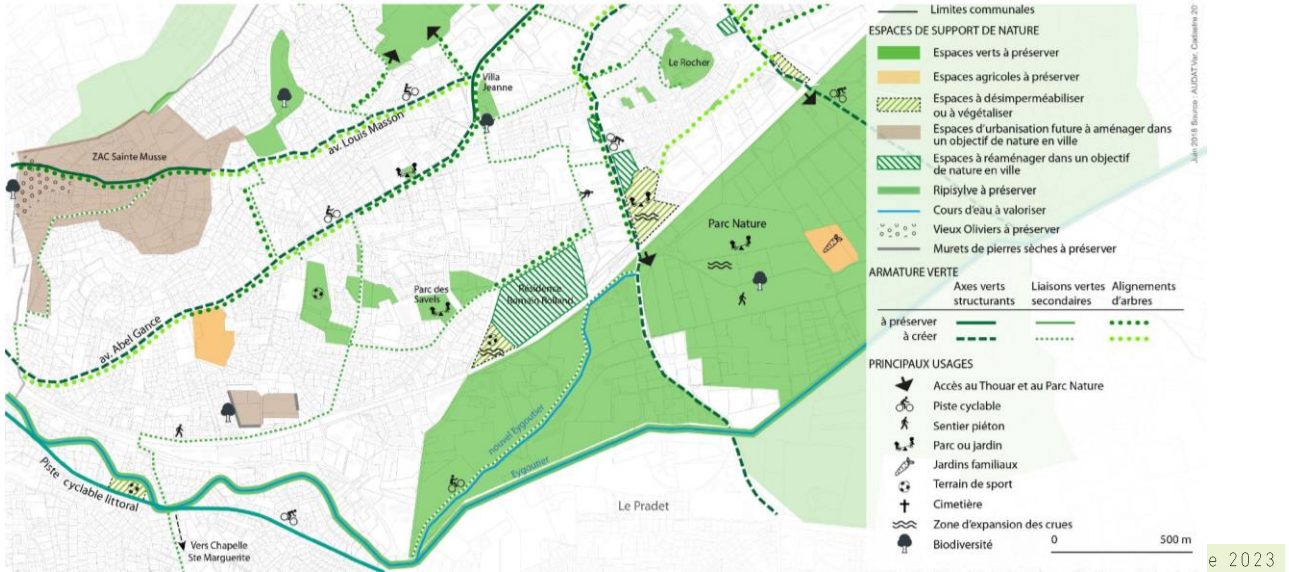 Limites communales
ESPACES DE SUPPORT DE NATURE
Espaces verts à préserver
Espaces agricoles à préserver
Espaces à désimperméabiliser
ou à végétaliser
Espaces d'urbanisation future à aménager dans
un objectif de nature en ville
Espaces à réaménager dans un objectif
de nature en ville
Ripisylve à préserver
Cours d'eau à valoriser
Vieux Oliviers à préserver
Murets de pierres sèches à préserver
ARMATURE VERTE
Axes verts
structurants
Liaisons vertes
secondaires
Alignements
d'arbres
à préserver
à créer
PRINCIPAUX USAGES
Accès au Thouar et au Parc Nature
Piste cyclable
Sentier piéton
Parc ou jardin
Jardins familiaux
Terrain de sport
Cimetière
Zone d'expansion des crues
Biodiversité
0 500 m
Juin 2018 Source : AUDAT.Var, Cadastre 20
e 2023
Le Rocher
Villa
Jeanne
av. Louis Masson
ZAC Sainte Musse
Parc Nature
Parc des
Savels
Résidence
Romain Rolland
av. Abel Gance
nouvel Eygoutier
Eygoutier
Piste cyclable littoral
Le Pradet
Vers Chapelle
Ste Marguerite